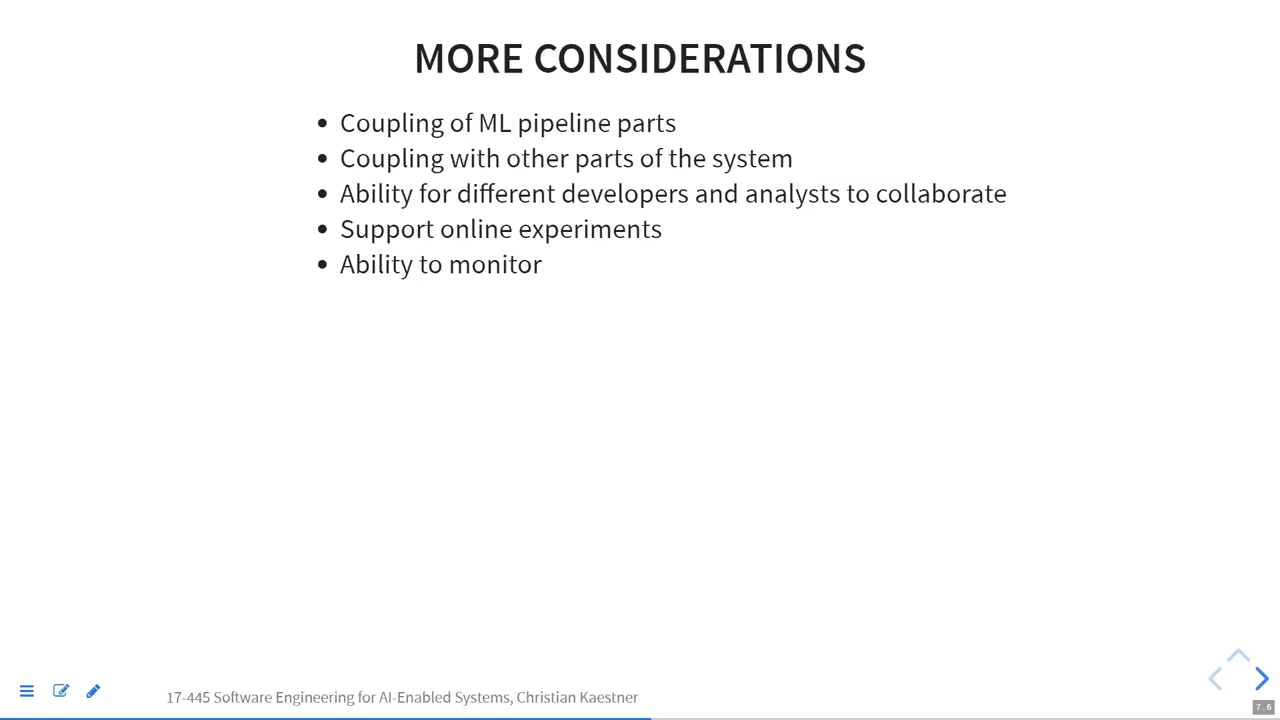 MORE CONSIDERATIONS
• Coupling of ML pipeline parts
• Coupling with other parts of the system
• Ability for different developers and analysts to collaborate
• Support online experiments
• Ability to monitor
17-445 Software Engineering for AI-Enabled Systems, Christian Kaestner
7.6